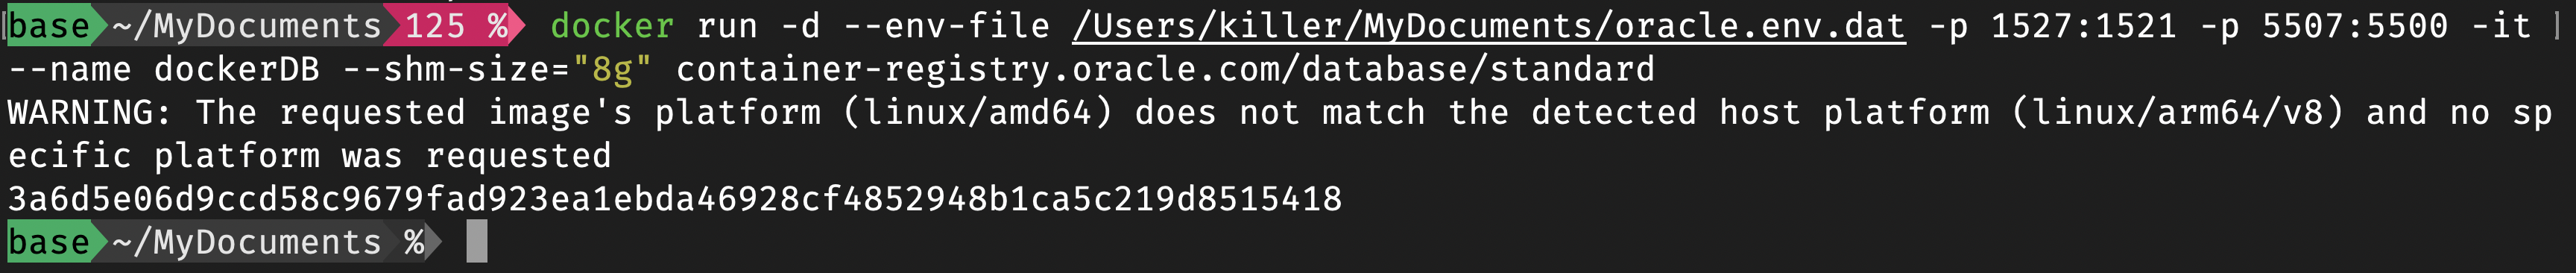 base ~/MyDocuments 125 % docker run -d --env-file /Users/killer/MyDocuments/oracle.env.dat -p 1527:1521 -p 5507:5500 -it
--name dockerDB --shm-size="8g" container-registry.oracle.com/database/standard
WARNING: The requested image's platform (linux/amd64) does not match the detected host platform (linux/arm64/v8) and no sp
ecific platform was requested
3a6d5e06d9ccd58c9679fad923ea1ebda46928cf4852948b1ca5c219d8515418
base ~/MyDocuments %